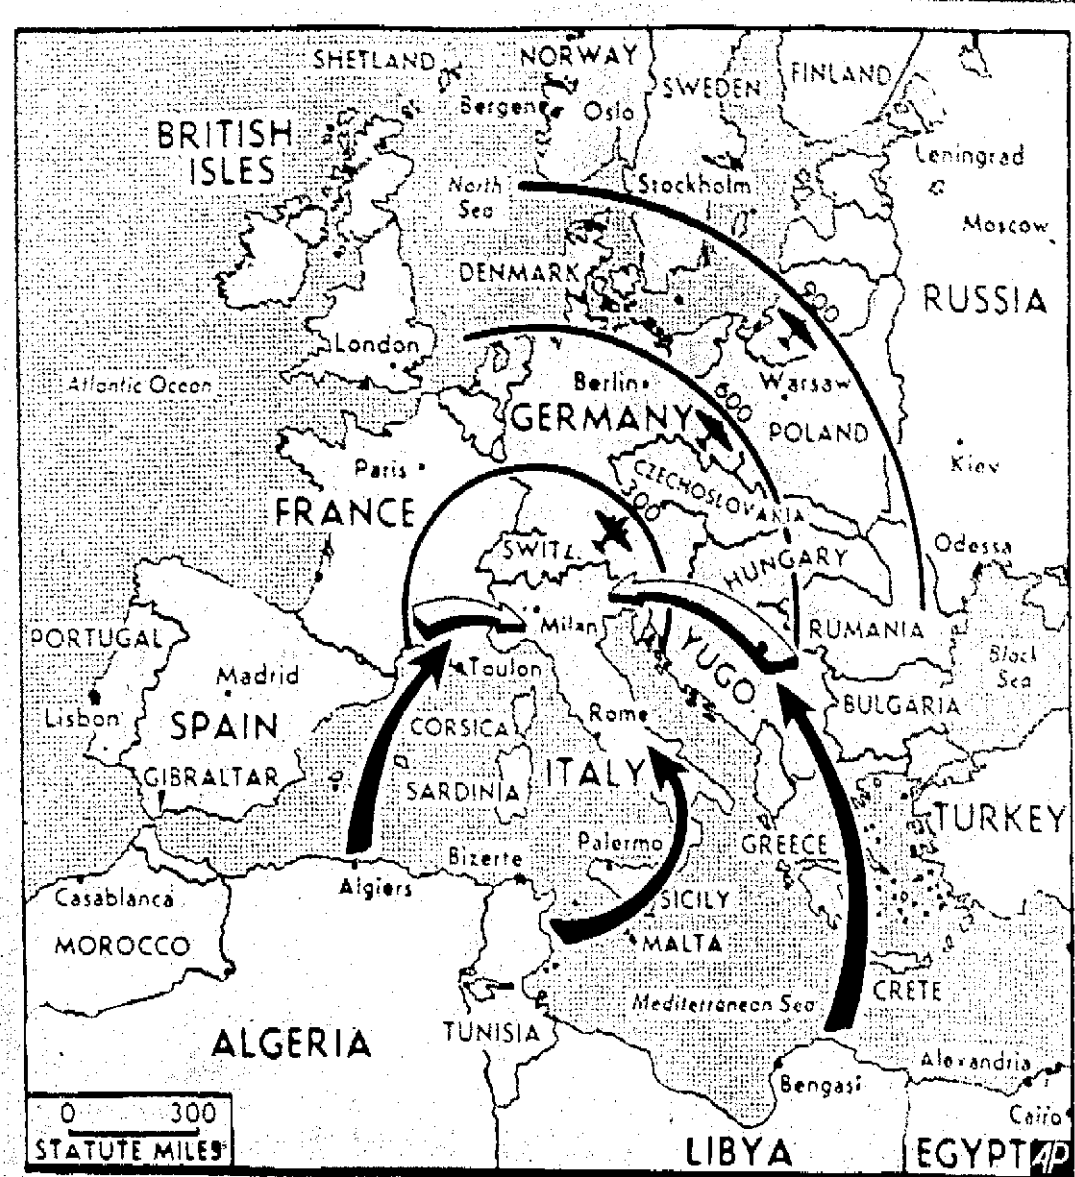 SHETLAND
NORWAY
SWEDEN
FINLAND
Bergen
Oslo
BRITISH
ISLES
Leningrad
North
Sea
Stockholm
Moscow
DENMARK
RUSSIA
900
London
Atlantic Ocean
Berlin
Warsaw
600
GERMANY
POLAND
Paris
Kiev
CZECHOSLOVAKIA
300
FRANCE
SWITZ.
HUNGARY
Odessa
PORTUGAL
Milan
RUMANIA
YUGO
Black
Sea
Toulon
Madrid
Lisbon
SPAIN
CORSICA
Rome
BULGARIA
GIBRALTAR
ITALY
SARDINIA
TURKEY
Palermo
GREECE
Bizerte
Algiers
Casablanca
SICILY
MOROCCO
MALTA
CRETE
Mediterranean Sea
ALGERIA
TUNISIA
Alexandria
Bengasi
0 300
STATUTE MILES
Cairo
LIBYA
EGYPT
AP